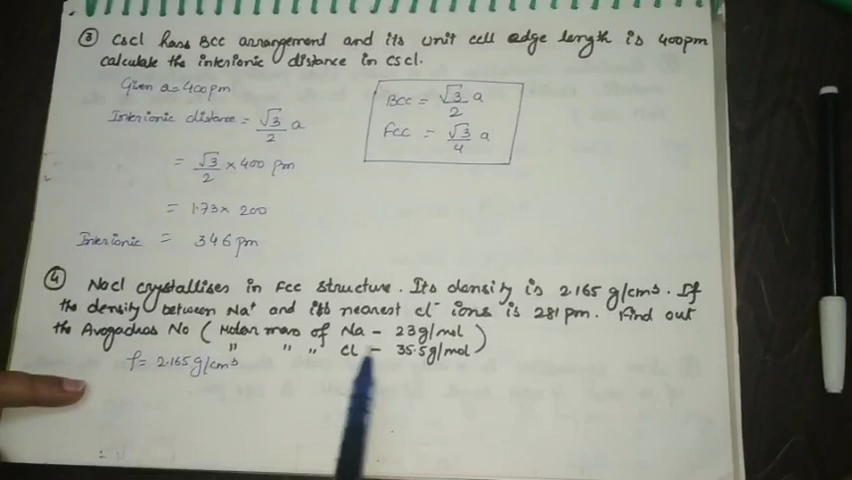 ③ CsCl has BCC arrangement and its unit cell edge length is 400pm
calculate the interionic distance in cscl.
Given a=400pm
Interionic distance = √3/2 a
= √3/2 × 400 pm
= 1.73 × 200
Interionic = 346 pm
BCC = √3/2 a
FCC = √3/4 a
④ Nacl crystallises in FCC structure. Its density is 2.165 g/cm³. If
the density between Na⁺ and its nearest cl⁻ ions is 281 pm. Find out
the Avogadros No ( Molar mass of Na - 23g/mol )
" " " cl - 35.5g/mol
ρ = 2.165g/cm³